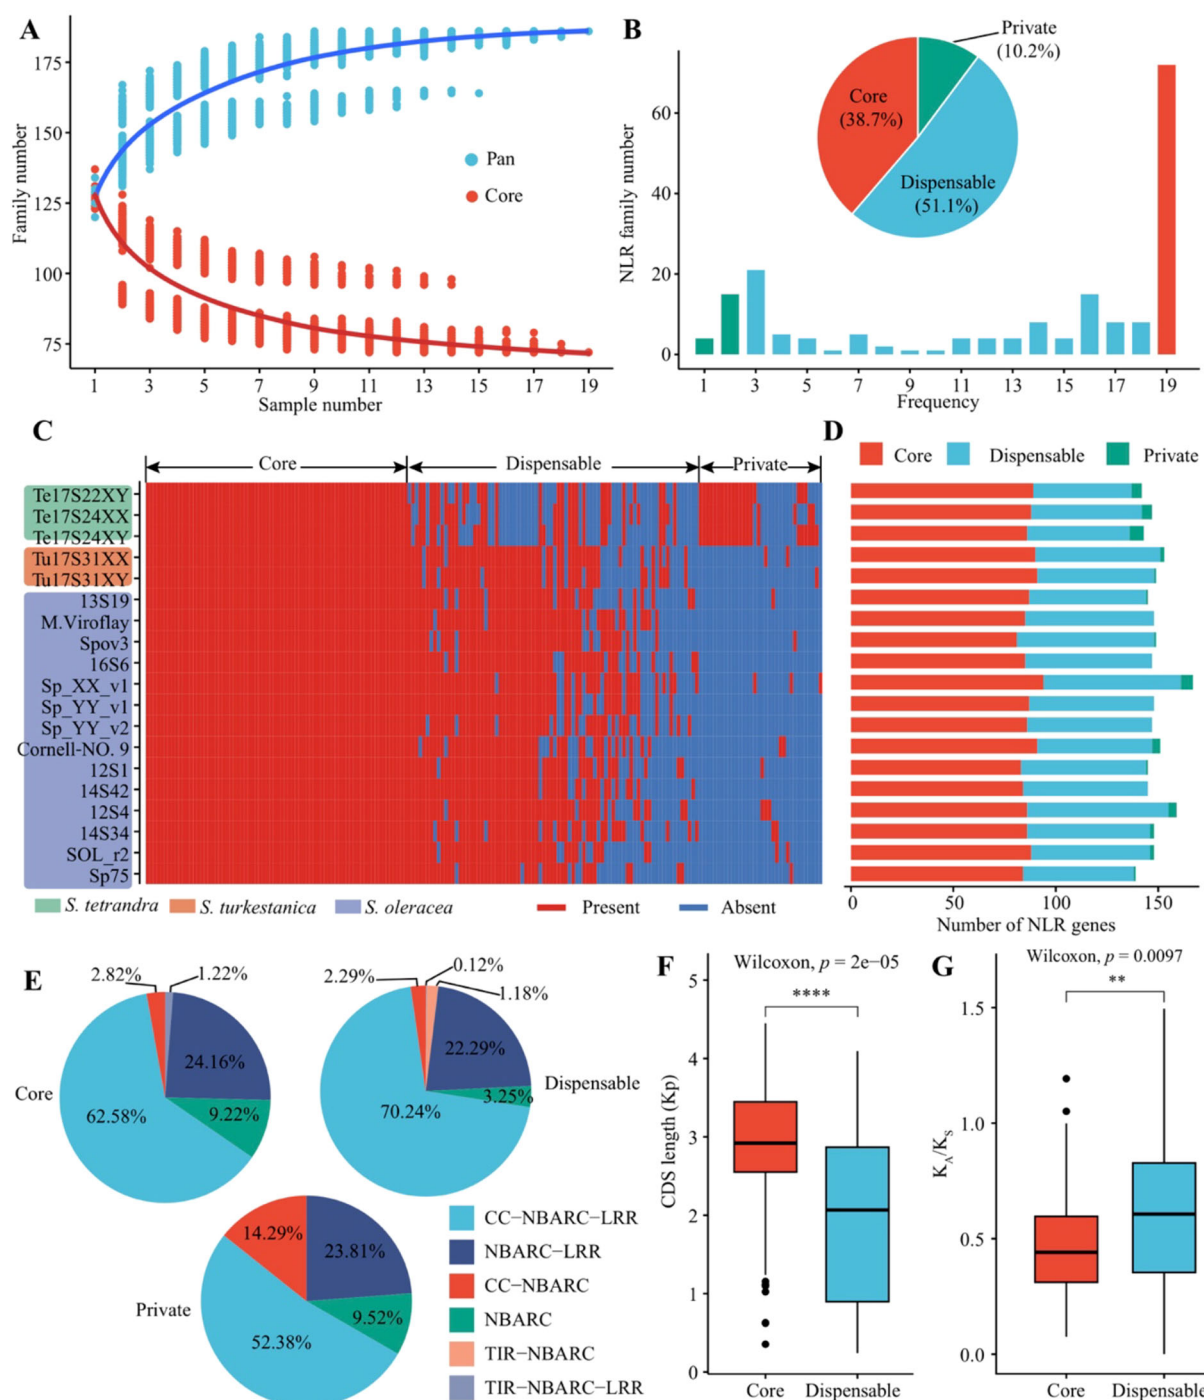 A
175
150
125
100
75
Family number
Pan
Core
1 3 5 7 9 11 13 15 17 19
Sample number
B
Private
(10.2%)
Core
(38.7%)
Dispensable
(51.1%)
NLR family number
60
40
20
0
1 3 5 7 9 11 13 15 17 19
Frequency
C
Core Dispensable Private
Te17S22XY
Te17S24XX
Te17S24XY
Tu17S31XX
Tu17S31XY
13S19
M.Viroflay
Spov3
16S6
Sp_XX_v1
Sp_YY_v1
Sp_YY_v2
Cornell-NO. 9
12S1
14S42
12S4
14S34
SOL_r2
Sp75
S. tetrandra S. turkestanica S. oleracea Present Absent
D
Core Dispensable Private
0 50 100 150
Number of NLR genes
E
2.82% 1.22%
24.16%
9.22%
62.58%
Core
2.29% 0.12%
1.18%
22.29%
3.25%
70.24%
Dispensable
14.29% 23.81%
9.52%
52.38%
Private
CC−NBARC−LRR
NBARC−LRR
CC−NBARC
NBARC
TIR−NBARC
TIR−NBARC−LRR
F
Wilcoxon, p = 2e−05
****
5
4
3
2
1
0
CDS length (Kp)
Core Dispensable
G
Wilcoxon, p = 0.0097
**
1.5
1.0
0.5
0.0
KA/KS
Core Dispensable